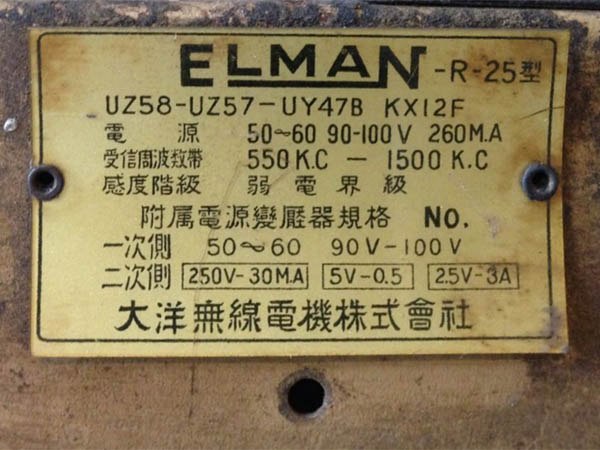 ELMAN-R-25型
UZ58-UZ57-UY47B KX12F
電源 50~60 90-100V 260M.A
受信周波数帶 550K.C － 1500K.C
感度階級 弱電界級
附属電源變壓器規格 NO.
一次側 50~60 90V-100V
二次側 250V-30M.A 5V-0.5 2.5V-3A
大洋無線電機株式會社